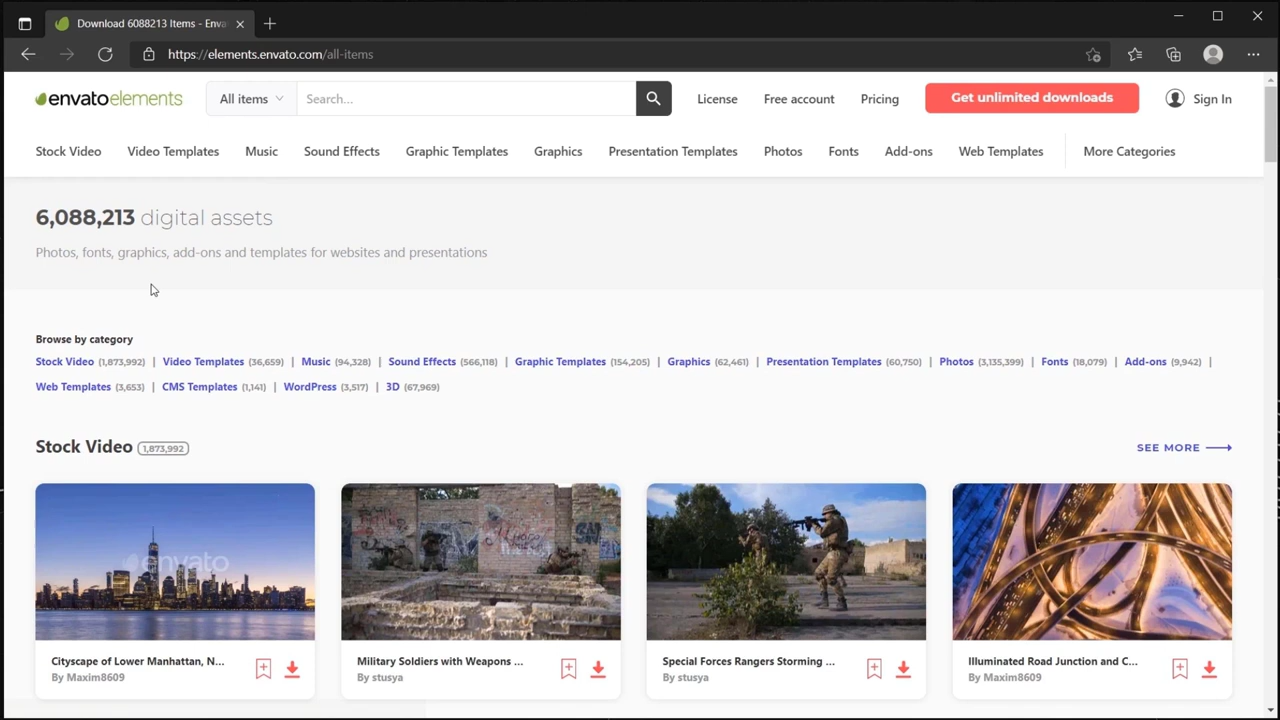 Download 6088213 Items - Enva
https://elements.envato.com/all-items
envatoelements
All items
Search...
License
Free account
Pricing
Get unlimited downloads
Sign In
Stock Video
Video Templates
Music
Sound Effects
Graphic Templates
Graphics
Presentation Templates
Photos
Fonts
Add-ons
Web Templates
More Categories
6,088,213 digital assets
Photos, fonts, graphics, add-ons and templates for websites and presentations
Browse by category
Stock Video (1,873,992) | Video Templates (36,659) | Music (94,328) | Sound Effects (566,118) | Graphic Templates (154,205) | Graphics (62,461) | Presentation Templates (60,750) | Photos (3,135,399) | Fonts (18,079) | Add-ons (9,942) |
Web Templates (3,653) | CMS Templates (1,141) | WordPress (3,517) | 3D (67,969)
Stock Video 1,873,992
SEE MORE
envato
Cityscape of Lower Manhattan, N...
By Maxim8609
Military Soldiers with Weapons ...
By stusya
Special Forces Rangers Storming ...
By stusya
Illuminated Road Junction and C...
By Maxim8609